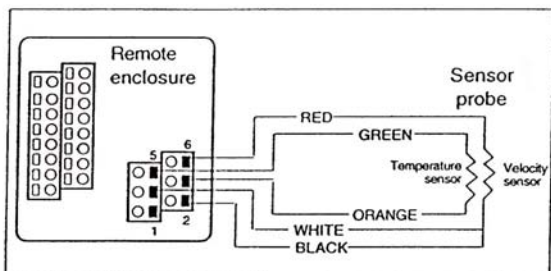 Remote
enclosure
Sensor
probe
RED
GREEN
6
5
Temperature
sensor
Velocity
sensor
ORANGE
WHITE
BLACK
1
2